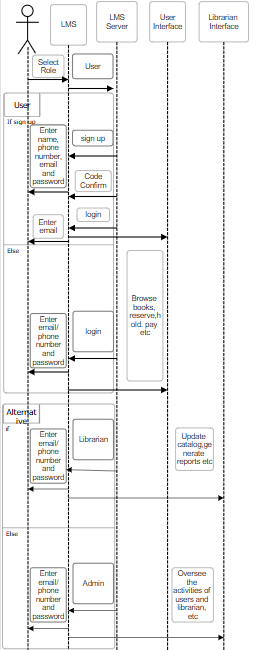 LMS
LMS
Server
User
Interface
Librarian
Interface
Select
Role
User
User
If sign up
Enter
name,
phone
number,
email
and
password
sign up
Code
Confirm
Enter
email
login
Else
Browse
books,
reserve,h
old. pay
etc
Enter
email/
phone
number
and
password
login
Alternat
ive
if
Enter
email/
phone
number
and
password
Librarian
Update
catalog,ge
nerate
reports etc
Else
Enter
email/
phone
number
and
password
Admin
Oversee
the
activities of
users and
librarian,
etc